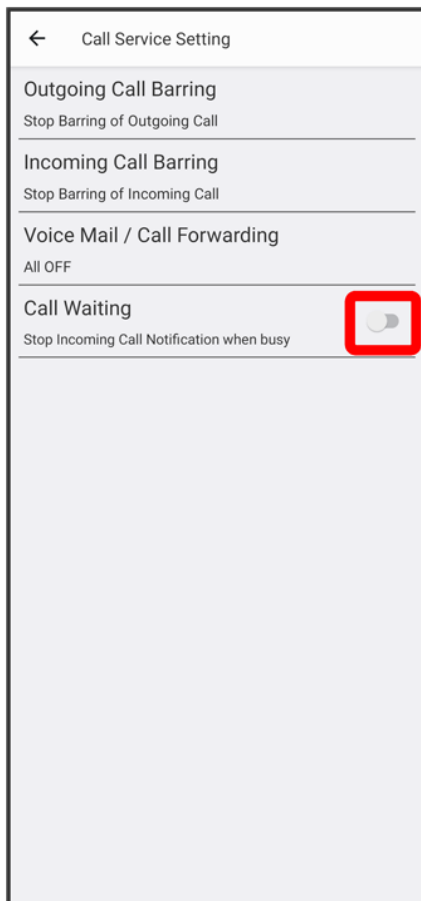 Call Service Setting
Outgoing Call Barring
Stop Barring of Outgoing Call
Incoming Call Barring
Stop Barring of Incoming Call
Voice Mail / Call Forwarding
All OFF
Call Waiting
Stop Incoming Call Notification when busy